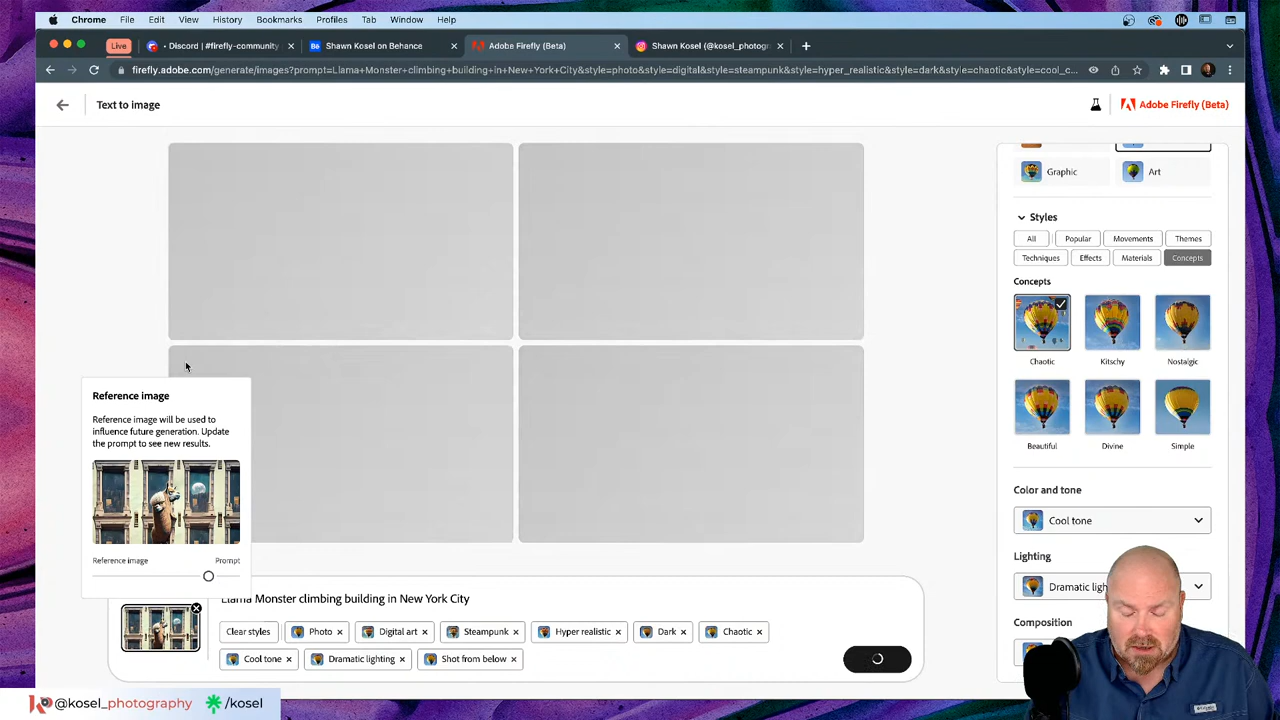 Chrome File Edit View History Bookmarks Profiles Tab Window Help
Live • Discord | #firefly-community Shawn Kosel on Behance Adobe Firefly (Beta) Shawn Kosel (@kosel_photogr
firefly.adobe.com/generate/images?prompt=Llama+Monster+climbing+building+in+New+York+City&style=photo&style=digital&style=steampunk&style=hyper_realistic&style=dark&style=chaotic&style=cool_c...
Text to image
Adobe Firefly (Beta)
Graphic Art
Styles
All Popular Movements Themes
Techniques Effects Materials Concepts
Concepts
Chaotic Kitschy Nostalgic
Beautiful Divine Simple
Color and tone
Cool tone
Lighting
Dramatic ligh
Composition
Reference image
Reference image will be used to
influence future generation. Update
the prompt to see new results.
Reference image Prompt
Llama Monster climbing building in New York City
Clear styles Photo Digital art Steampunk Hyper realistic Dark Chaotic
Cool tone Dramatic lighting Shot from below
@kosel_photography /kosel